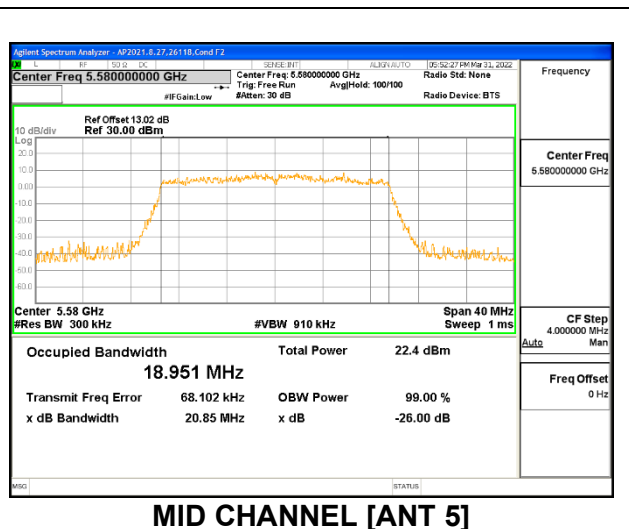 Agilent Spectrum Analyzer - AP2021.8.27,26118,Cond F2
L RF 50 Ω DC SENSE:INT ALIGN AUTO 05:52:27 PM Mar 31, 2022
Center Freq 5.580000000 GHz
Center Freq: 5.580000000 GHz Radio Std: None
Trig: Free Run Avg|Hold: 100/100
#IFGain:Low #Atten: 30 dB Radio Device: BTS
Frequency
Ref Offset 13.02 dB
10 dB/div Ref 30.00 dBm
Log
20.0
10.0
0.00
-10.0
-20.0
-30.0
-40.0
-50.0
-60.0
Center 5.58 GHz Span 40 MHz
#Res BW 300 kHz #VBW 910 kHz Sweep 1 ms
Occupied Bandwidth Total Power 22.4 dBm
18.951 MHz
Transmit Freq Error 68.102 kHz OBW Power 99.00 %
x dB Bandwidth 20.85 MHz x dB -26.00 dB
Center Freq
5.580000000 GHz
CF Step
4.000000 MHz
Auto Man
Freq Offset
0 Hz
MSG STATUS
MID CHANNEL [ANT 5]